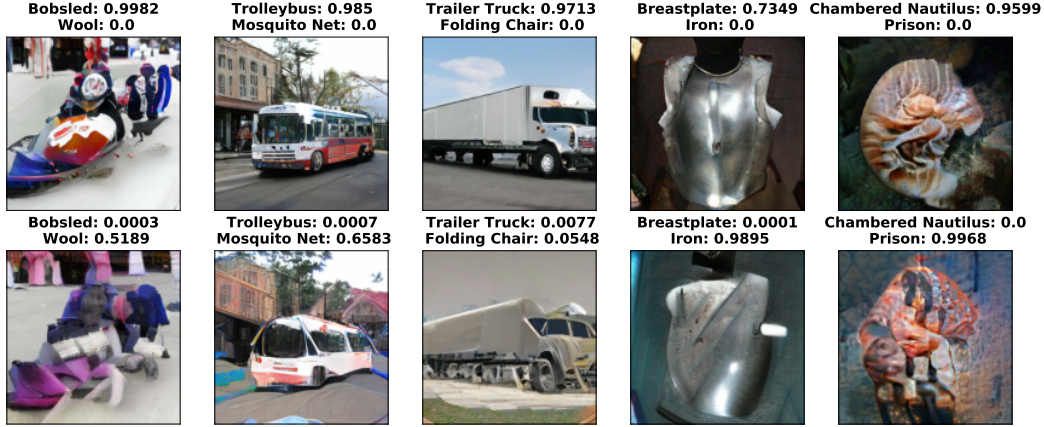 Bobsled: 0.9982
Wool: 0.0
Trolleybus: 0.985
Mosquito Net: 0.0
Trailer Truck: 0.9713
Folding Chair: 0.0
Breastplate: 0.7349
Iron: 0.0
Chambered Nautilus: 0.9599
Prison: 0.0
Bobsled: 0.0003
Wool: 0.5189
Trolleybus: 0.0007
Mosquito Net: 0.6583
Trailer Truck: 0.0077
Folding Chair: 0.0548
Breastplate: 0.0001
Iron: 0.9895
Chambered Nautilus: 0.0
Prison: 0.9968